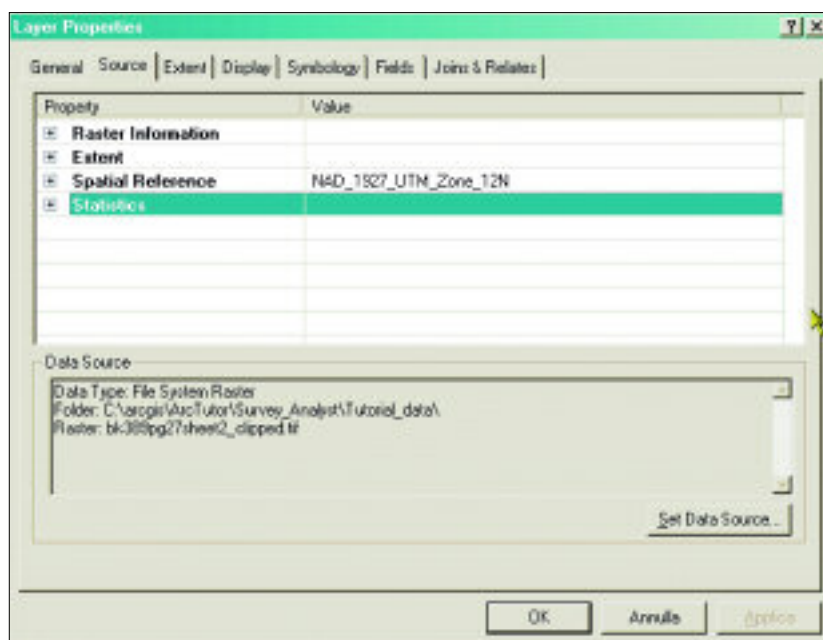 Layer Properties
General Source Extent Display Symbology Fields Joins & Relates
Property Value
Raster Information
Extent
Spatial Reference NAD_1927_UTM_Zone_12N
Statistics
Data Source
Data Type: File System Raster
Folder: C:\arcgis\ArcTutor\Survey_Analyst\Tutorial_data\
Raster: bk389pg27sheet2_clipped.tif
Set Data Source...
OK Annulla Applica